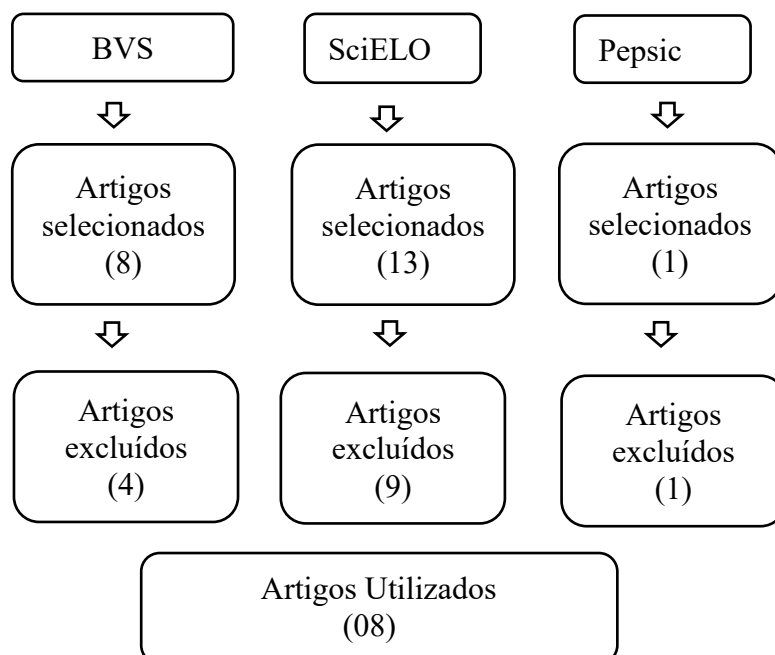 BVS
SciELO
Pepsic
Artigos
selecionados
(8)
Artigos
selecionados
(13)
Artigos
selecionados
(1)
Artigos
excluídos
(4)
Artigos
excluídos
(9)
Artigos
excluídos
(1)
Artigos Utilizados
(08)